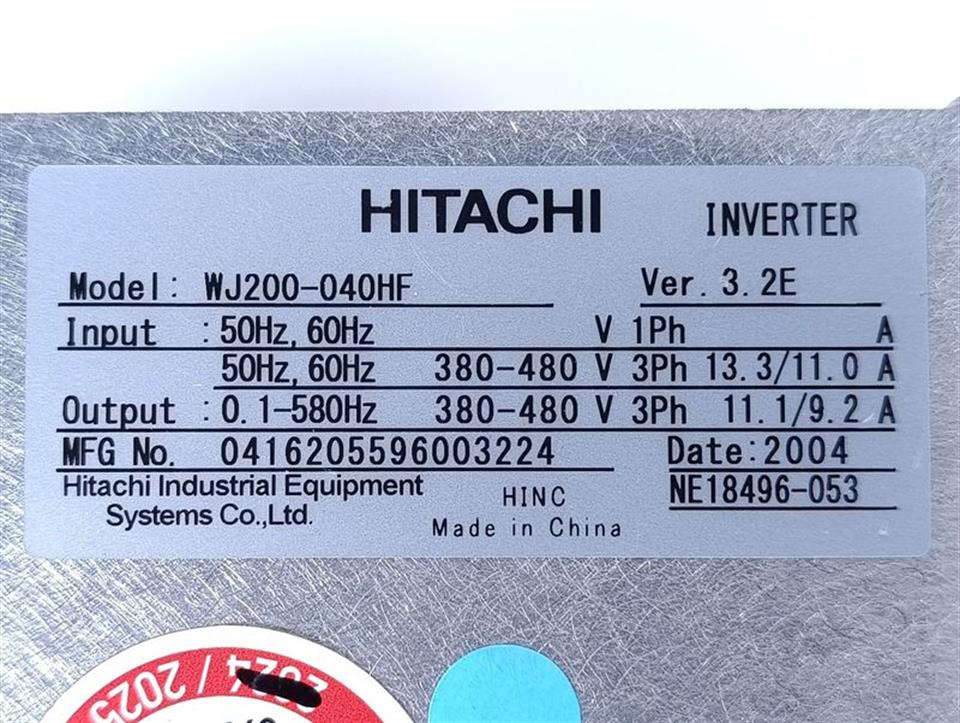 HITACHI INVERTER
Model: WJ200-040HF Ver. 3.2E
Input :50Hz, 60Hz V 1Ph A
50Hz, 60Hz 380-480 V 3Ph 13.3/11.0 A
Output :0.1-580Hz 380-480 V 3Ph 11.1/9.2 A
MFG No. 0416205596003224 Date:2004
Hitachi Industrial Equipment HINC NE18496-053
Systems Co.,Ltd. Made in China
2024 / 2025